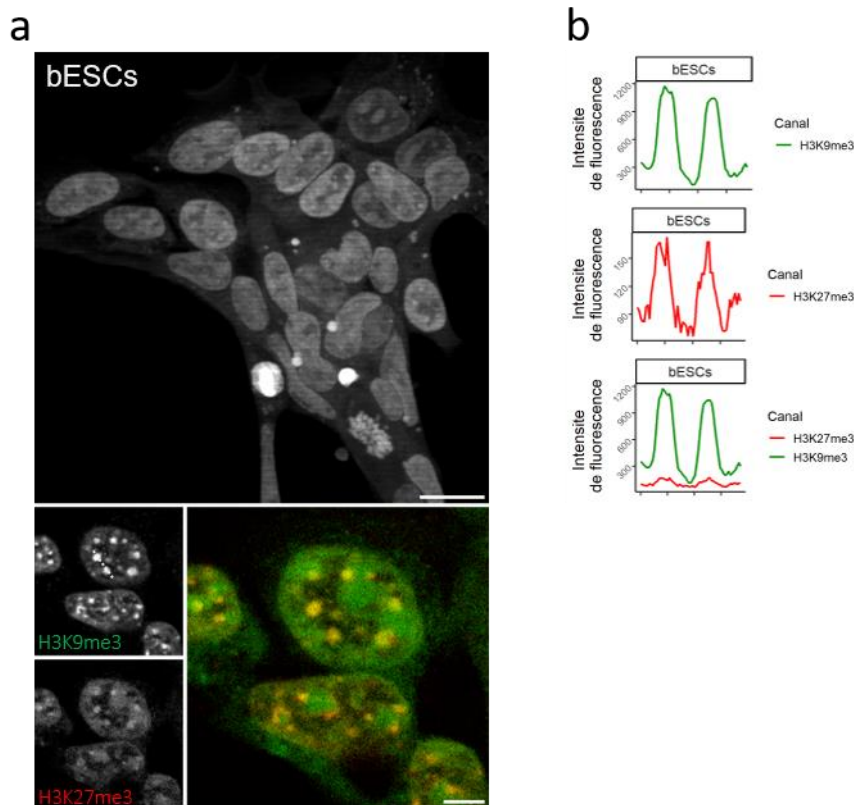 a
bESCs
H3K9me3
H3K27me3
b
bESCs
Intensite
de fluorescence
1200
900
600
300
Canal
H3K9me3
bESCs
Intensite
de fluorescence
150
120
90
Canal
H3K27me3
bESCs
Intensite
de fluorescence
1200
900
600
300
Canal
H3K27me3
H3K9me3